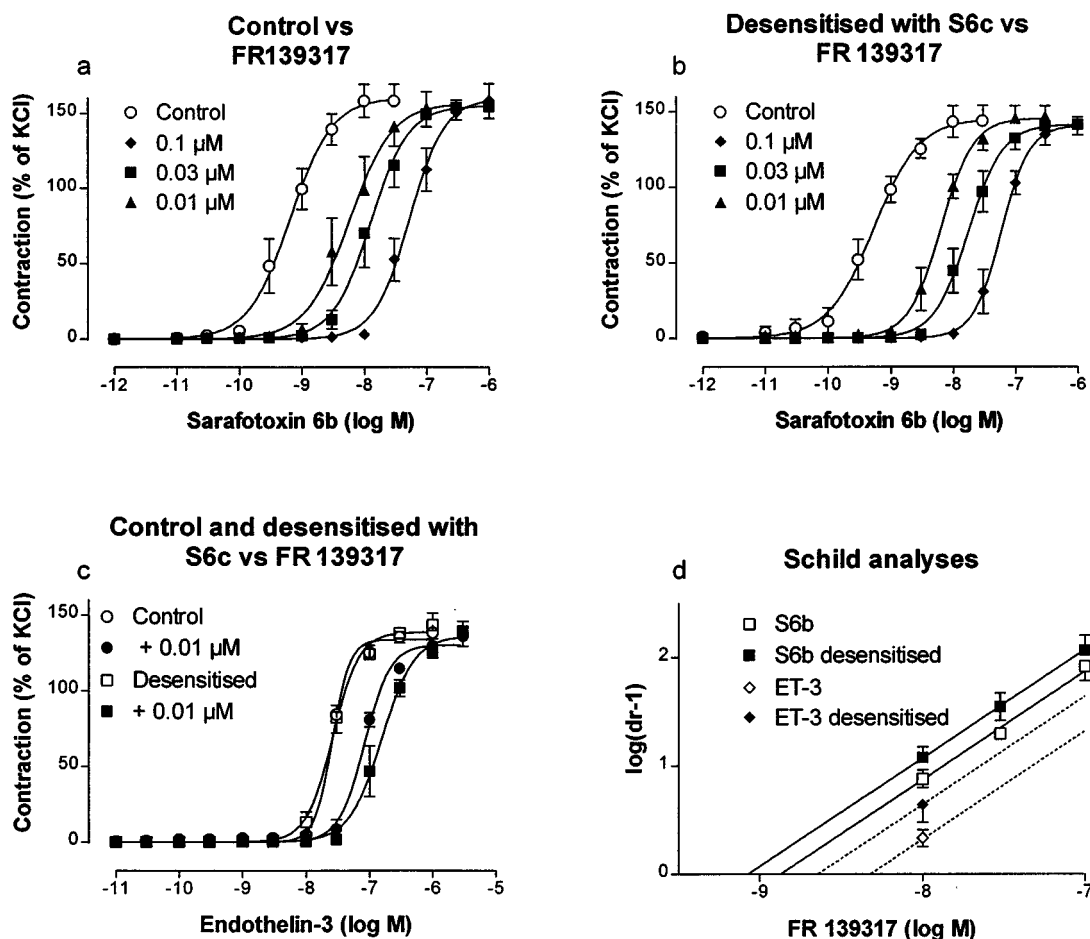 Control vs
FR139317
a
Control
0.1 µM
0.03 µM
0.01 µM
Contraction (% of KCl)
150
100
50
0
-12 -11 -10 -9 -8 -7 -6
Sarafotoxin 6b (log M)
Desensitised with S6c vs
FR 139317
b
Control
0.1 µM
0.03 µM
0.01 µM
Contraction (% of KCl)
150
100
50
0
-12 -11 -10 -9 -8 -7 -6
Sarafotoxin 6b (log M)
Control and desensitised with
S6c vs FR 139317
c
Control
+ 0.01 µM
Desensitised
+ 0.01 µM
Contraction (% of KCl)
150
100
50
0
-11 -10 -9 -8 -7 -6 -5
Endothelin-3 (log M)
Schild analyses
d
S6b
S6b desensitised
ET-3
ET-3 desensitised
log(dr-1)
2
1
0
-9 -8 -7
FR 139317 (log M)